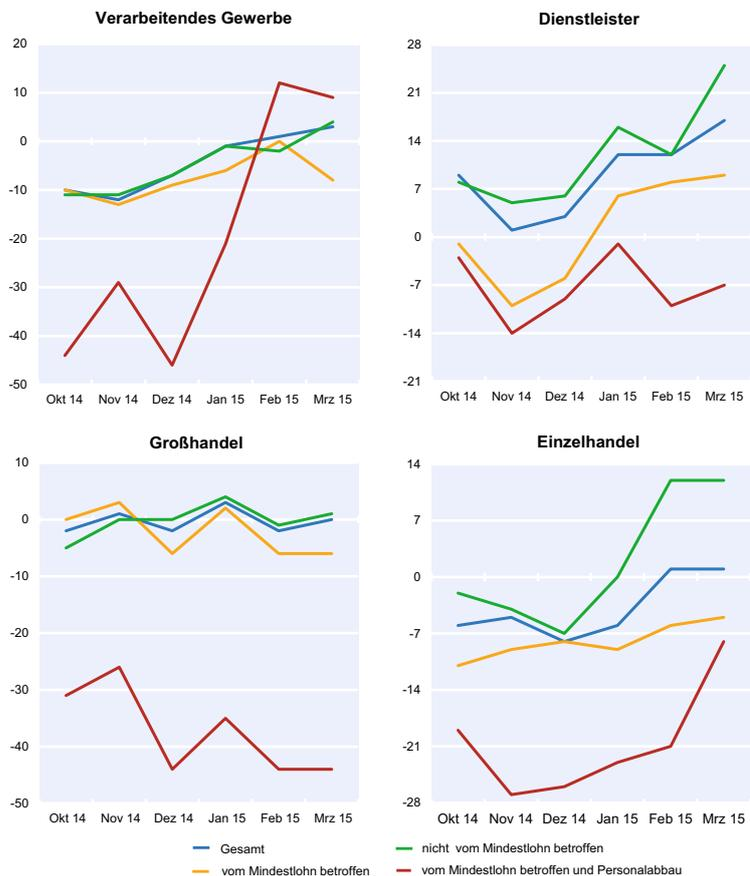 Verarbeitendes Gewerbe
20
10
0
-10
-20
-30
-40
-50
Okt 14 Nov 14 Dez 14 Jan 15 Feb 15 Mrz 15
Dienstleister
28
21
14
7
0
-7
-14
-21
Okt 14 Nov 14 Dez 14 Jan 15 Feb 15 Mrz 15
Großhandel
10
0
-10
-20
-30
-40
-50
Okt 14 Nov 14 Dez 14 Jan 15 Feb 15 Mrz 15
Einzelhandel
14
7
0
-7
-14
-21
-28
Okt 14 Nov 14 Dez 14 Jan 15 Feb 15 Mrz 15
Gesamt
nicht vom Mindestlohn betroffen
vom Mindestlohn betroffen
vom Mindestlohn betroffen und Personalabbau